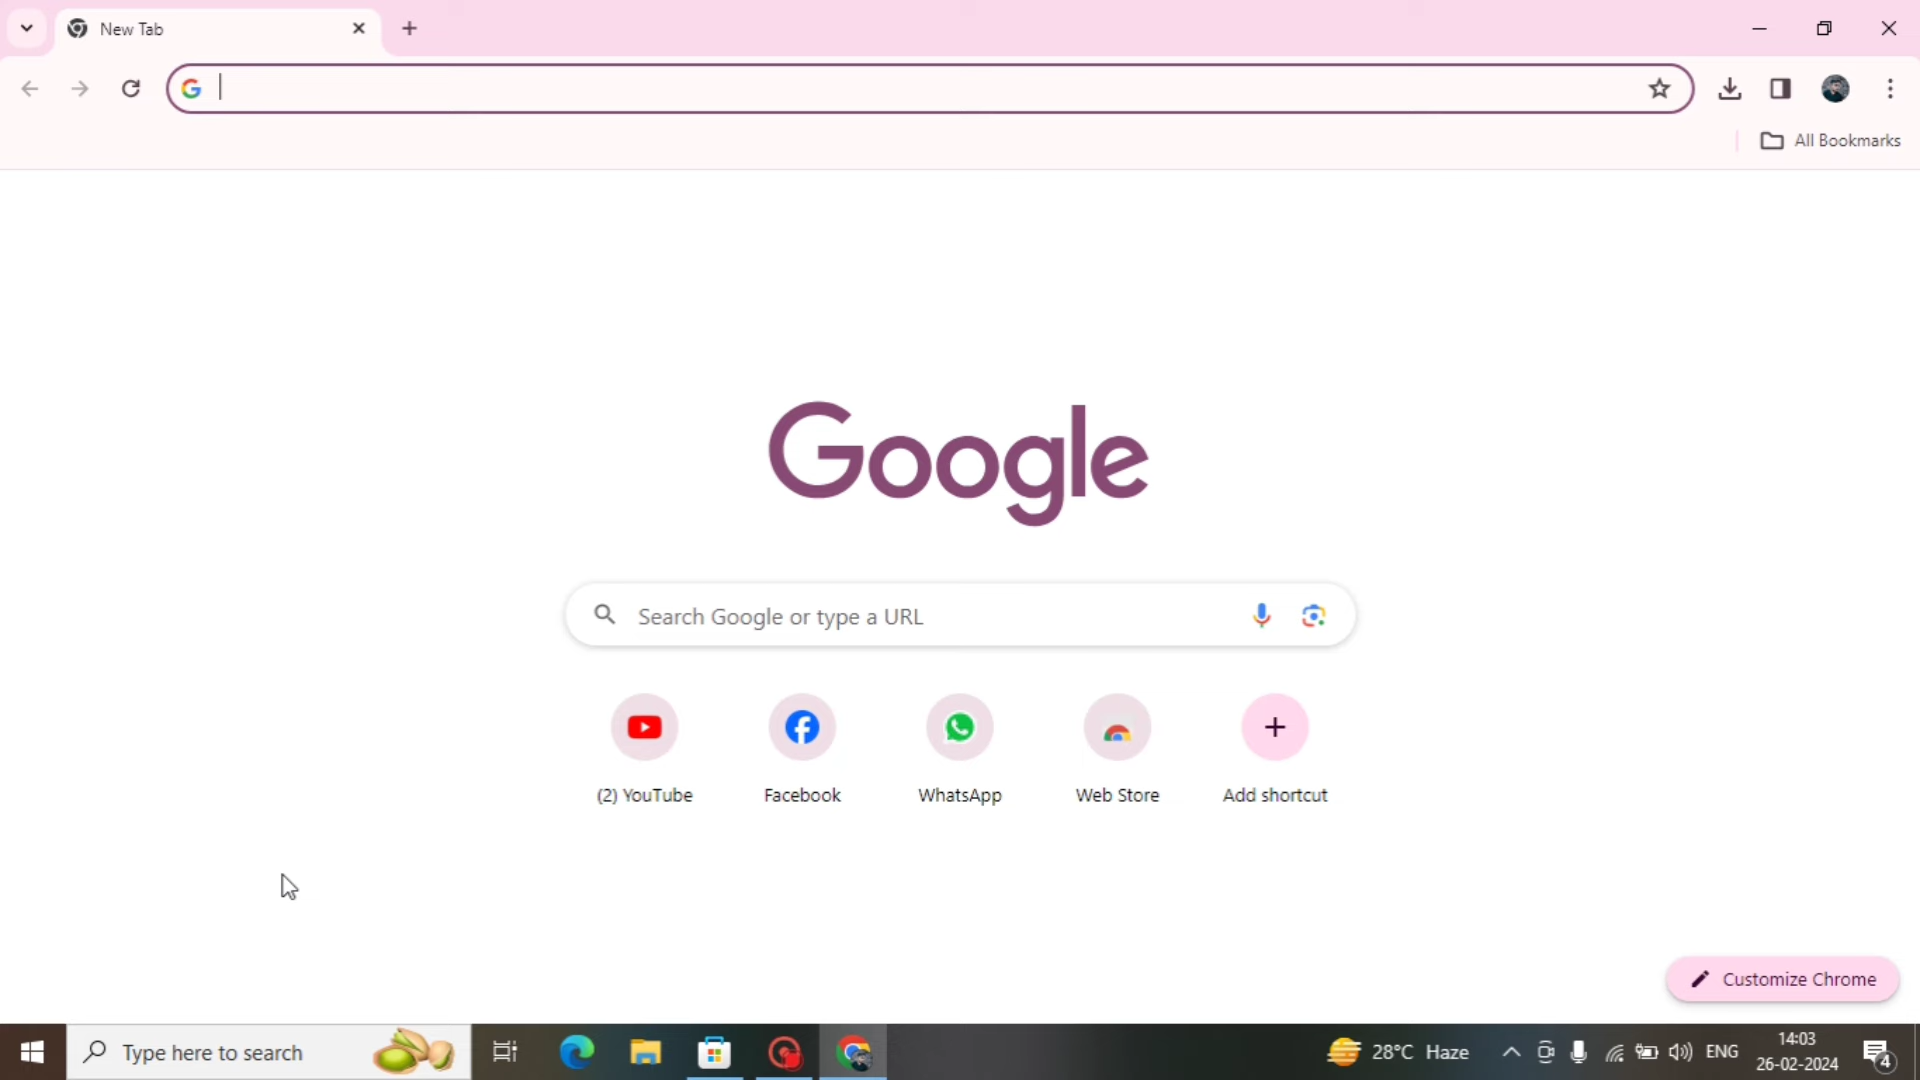 New Tab
All Bookmarks
Google
Search Google or type a URL
(2) YouTube
Facebook
WhatsApp
Web Store
Add shortcut
Customize Chrome
Type here to search
28°C Haze
ENG
14:03
26-02-2024
4